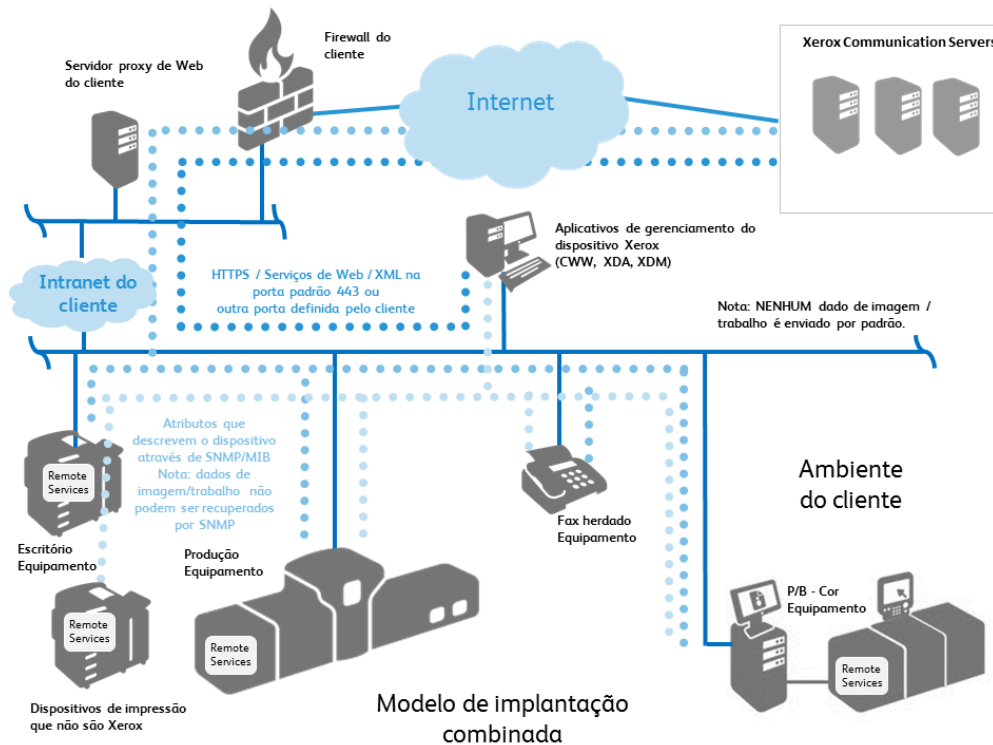 Firewall do
cliente
Servidor proxy de Web
do cliente
Internet
Xerox Communication Servers
Aplicativos de gerenciamento do
dispositivo Xerox
(CWW, XDA, XDM)
Intranet do
cliente
HTTPS / Serviços de Web / XML na
porta padrão 443 ou
outra porta definida pelo cliente
Nota: NENHUM dado de imagem /
trabalho é enviado por padrão.
Atributos que
descrevem o dispositivo
através de SNMP/MIB
Nota: dados de
imagem/trabalho não
podem ser recuperados
por SNMP
Remote
Services
Escritório
Equipamento
Produção
Equipamento
Fax herdado
Equipamento
Ambiente
do cliente
P/B - Cor
Equipamento
Remote
Services
Remote
Services
Remote
Services
Dispositivos de impressão
que não são Xerox
Modelo de implantação
combinada